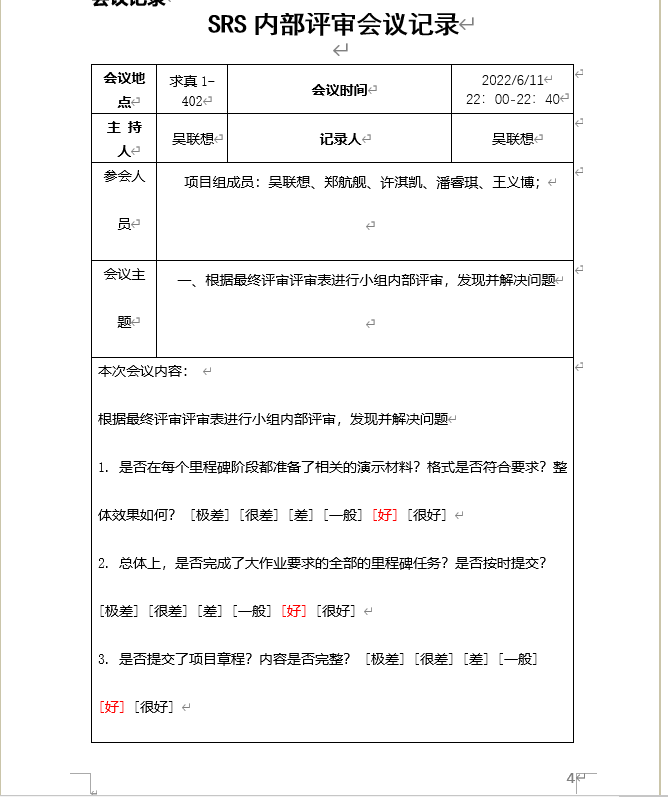 会议记录
SRS 内部评审会议记录
会议地点 求真 1-402 会议时间 2022/6/11 22：00-22：40
主 持 人 吴联想 记录人 吴联想
参会人员 项目组成员：吴联想、郑航舰、许淇凯、潘睿琪、王义博；
会议主题 一、根据最终评审评审表进行小组内部评审，发现并解决问题
本次会议内容：
根据最终评审评审表进行小组内部评审，发现并解决问题
1. 是否在每个里程碑阶段都准备了相关的演示材料？格式是否符合要求？整
体效果如何？ [极差] [很差] [差] [一般] [好] [很好]
2. 总体上，是否完成了大作业要求的全部的里程碑任务？是否按时提交？
[极差] [很差] [差] [一般] [好] [很好]
3. 是否提交了项目章程？内容是否完整？ [极差] [很差] [差] [一般]
[好] [很好]
4